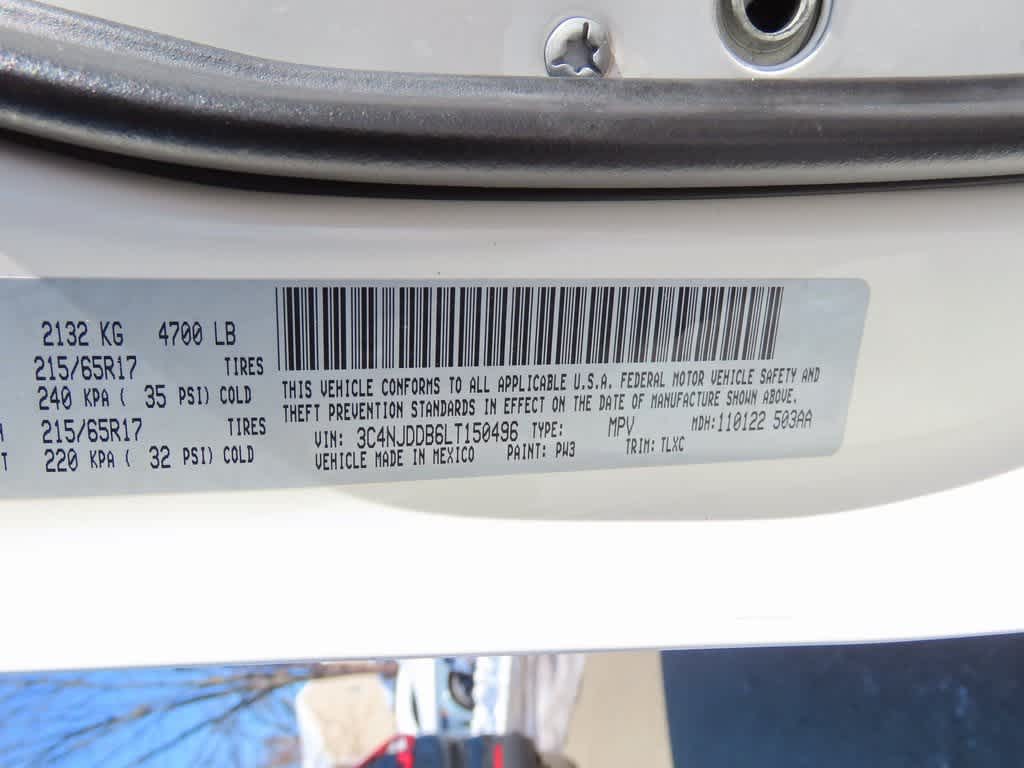 2132 KG 4700 LB
215/65R17 TIRES
240 KPA ( 35 PSI) COLD
215/65R17 TIRES
220 KPA ( 32 PSI) COLD
THIS VEHICLE CONFORMS TO ALL APPLICABLE U.S.A. FEDERAL MOTOR VEHICLE SAFETY AND
THEFT PREVENTION STANDARDS IN EFFECT ON THE DATE OF MANUFACTURE SHOWN ABOVE.
VIN: 3C4NJDDB6LT150496 TYPE: MPV MDH:110122 503AA
VEHICLE MADE IN MEXICO PAINT: PW3 TRIM: TLXC